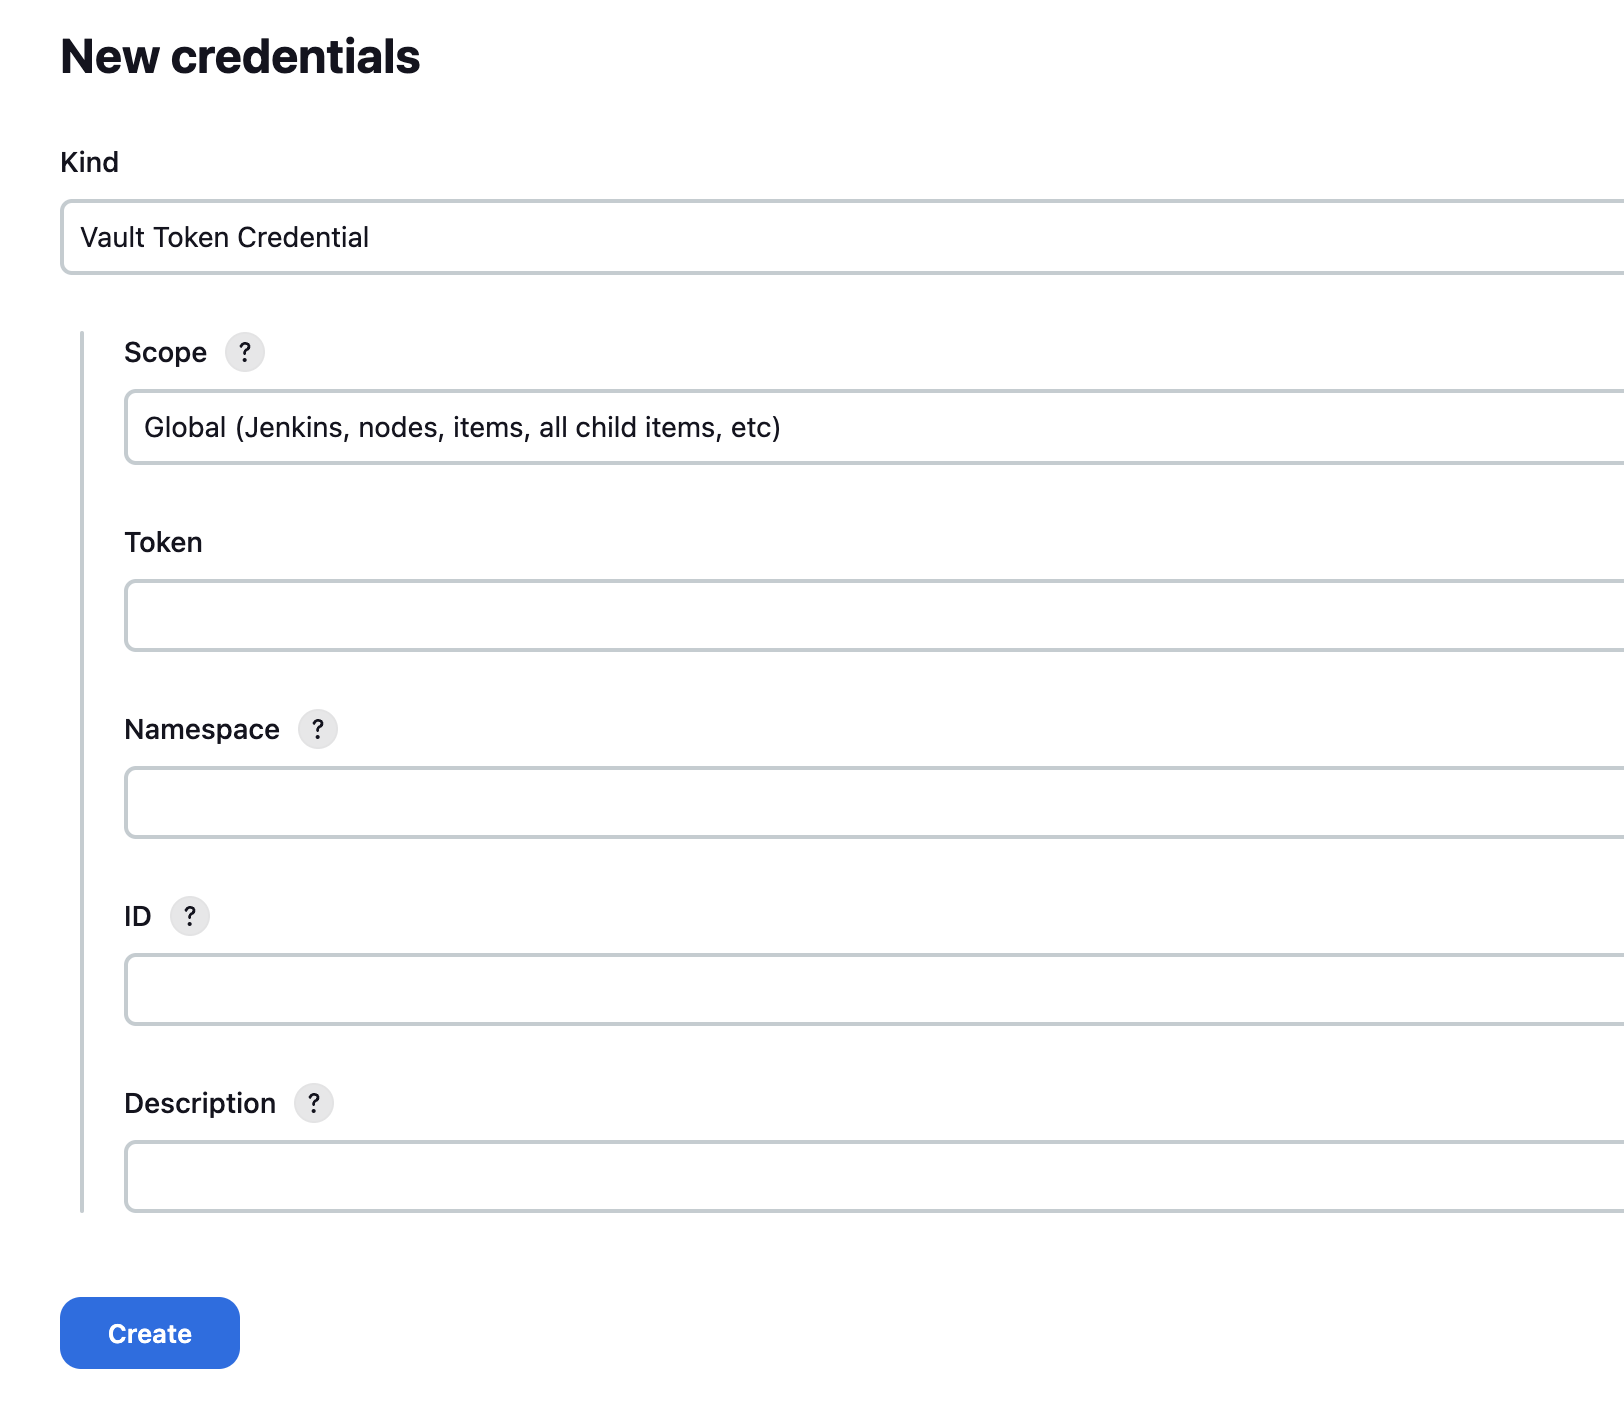 New credentials
Kind
Vault Token Credential
Scope ?
Global (Jenkins, nodes, items, all child items, etc)
Token
Namespace ?
ID ?
Description ?
Create